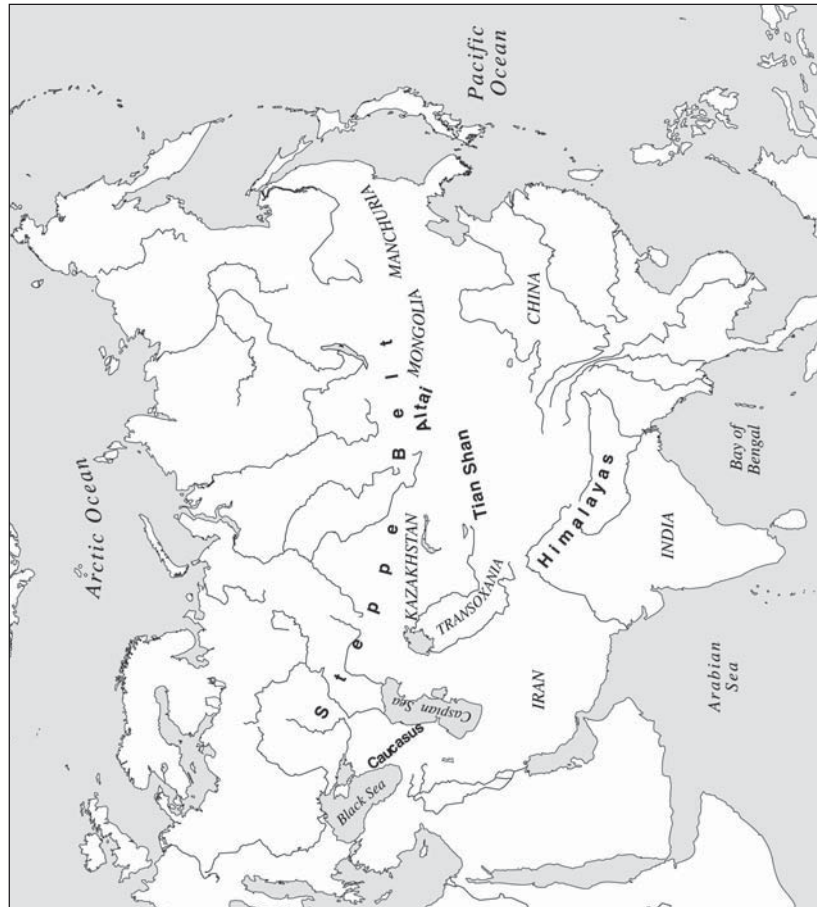 Arctic Ocean
Pacific
Ocean
Steppe Belt
MANCHURIA
MONGOLIA
Altai
KAZAKHSTAN
Tian Shan
TRANSOXANIA
CHINA
Caspian Sea
Caucasus
Black Sea
IRAN
Himalayas
INDIA
Bay of
Bengal
Arabian
Sea